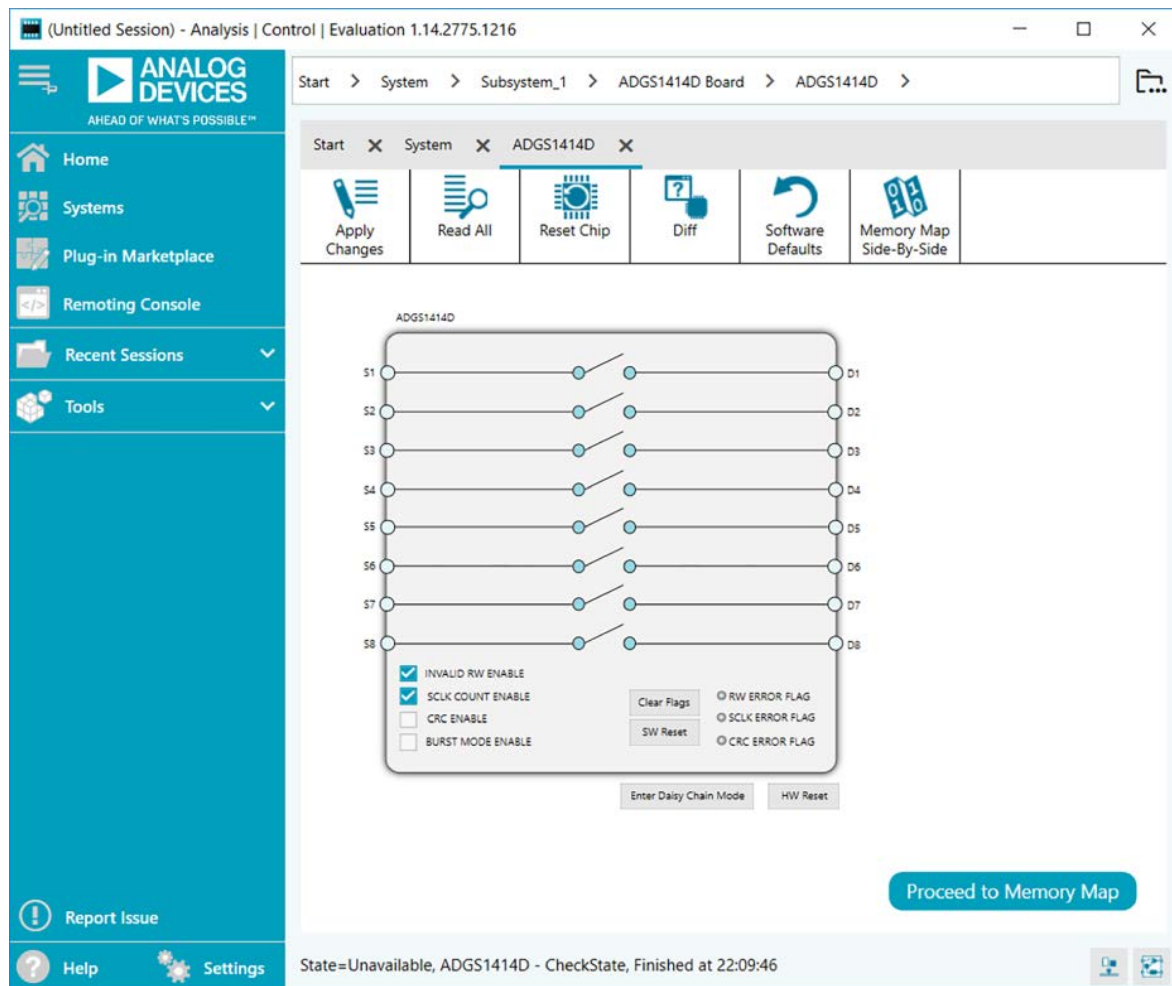 (Untitled Session) - Analysis | Control | Evaluation 1.14.2775.1216
ANALOG
DEVICES
AHEAD OF WHAT'S POSSIBLE™
Start > System > Subsystem_1 > ADGS1414D Board > ADGS1414D >
Home
Systems
Plug-in Marketplace
Remoting Console
Recent Sessions
Tools
Start System ADGS1414D
Apply
Changes
Read All
Reset Chip
Diff
Software
Defaults
Memory Map
Side-By-Side
ADGS1414D
S1 D1
S2 D2
S3 D3
S4 D4
S5 D5
S6 D6
S7 D7
S8 D8
INVALID RW ENABLE
SCLK COUNT ENABLE
CRC ENABLE
BURST MODE ENABLE
Clear Flags
SW Reset
RW ERROR FLAG
SCLK ERROR FLAG
CRC ERROR FLAG
Enter Daisy Chain Mode HW Reset
Proceed to Memory Map
Report Issue
Help Settings
State=Unavailable, ADGS1414D - CheckState, Finished at 22:09:46